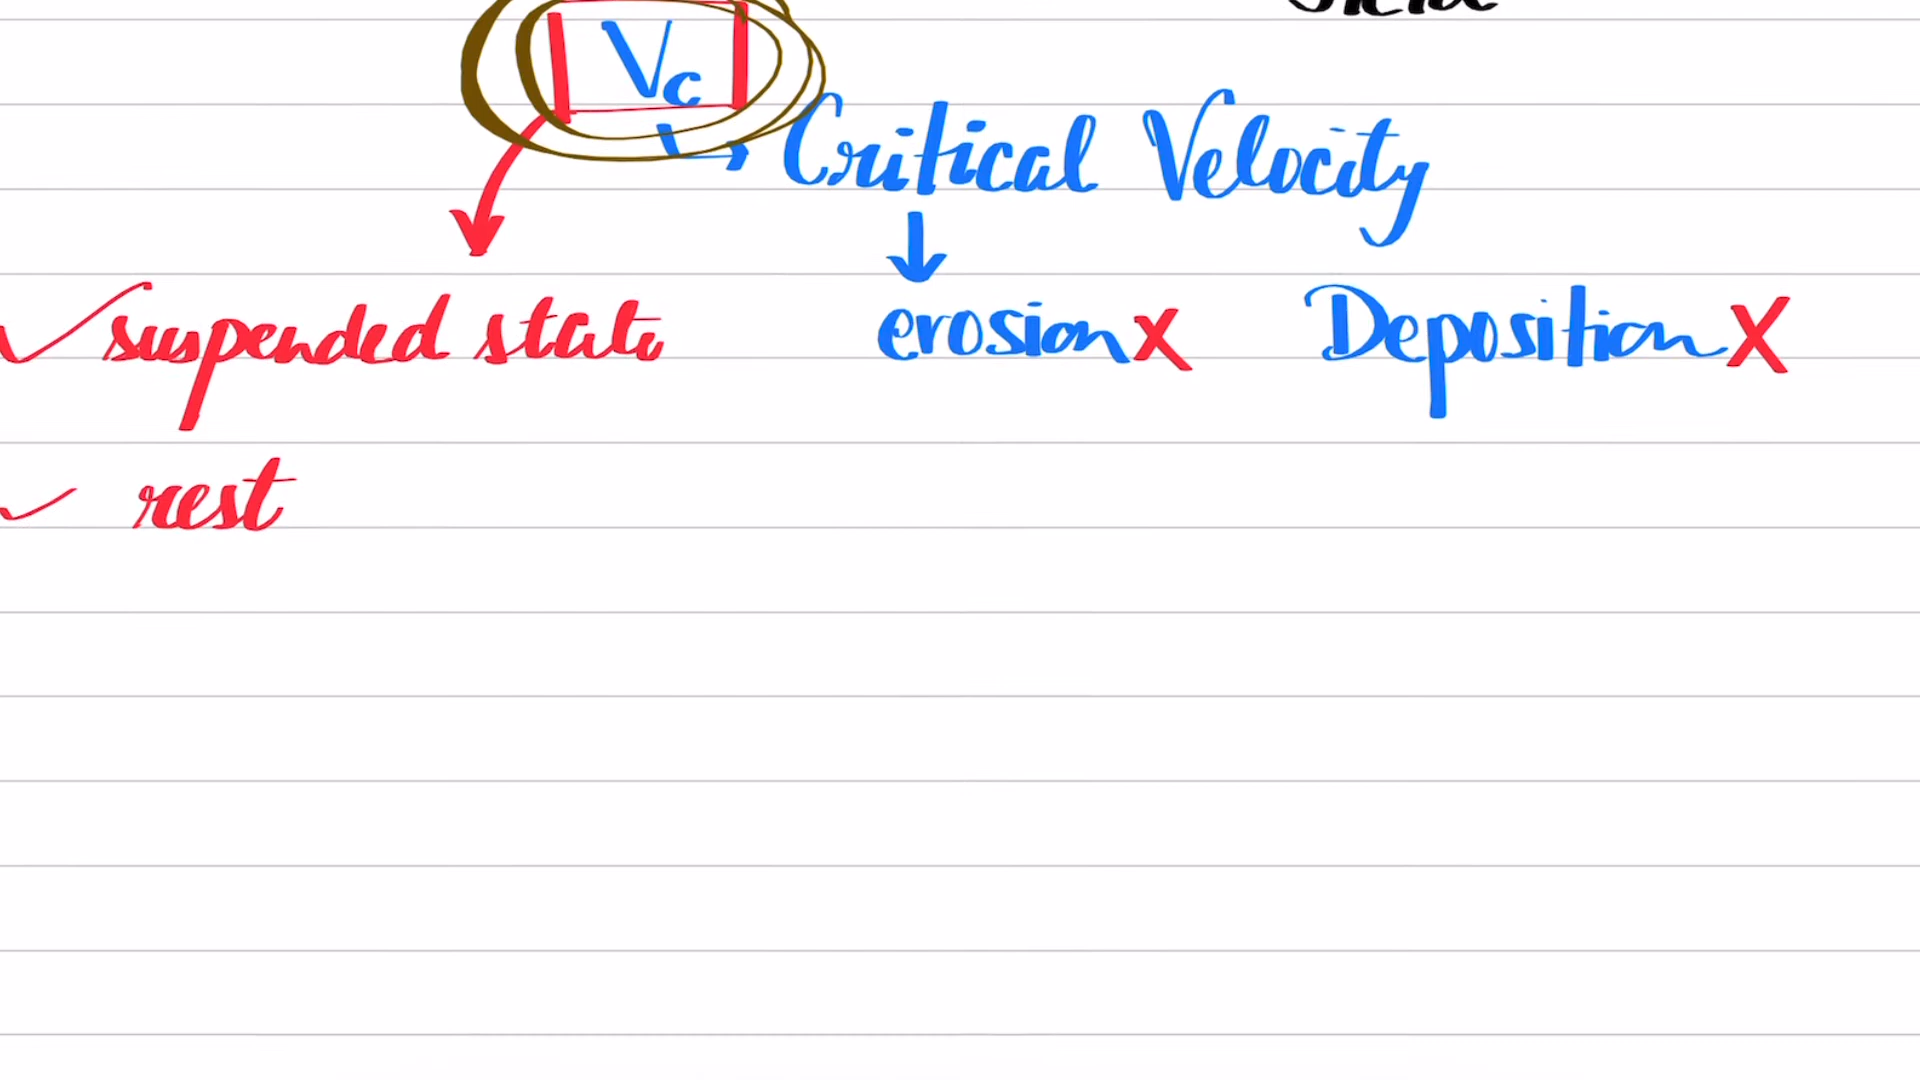 Vc
Critical Velocity
suspended state erosion X Deposition X
rest